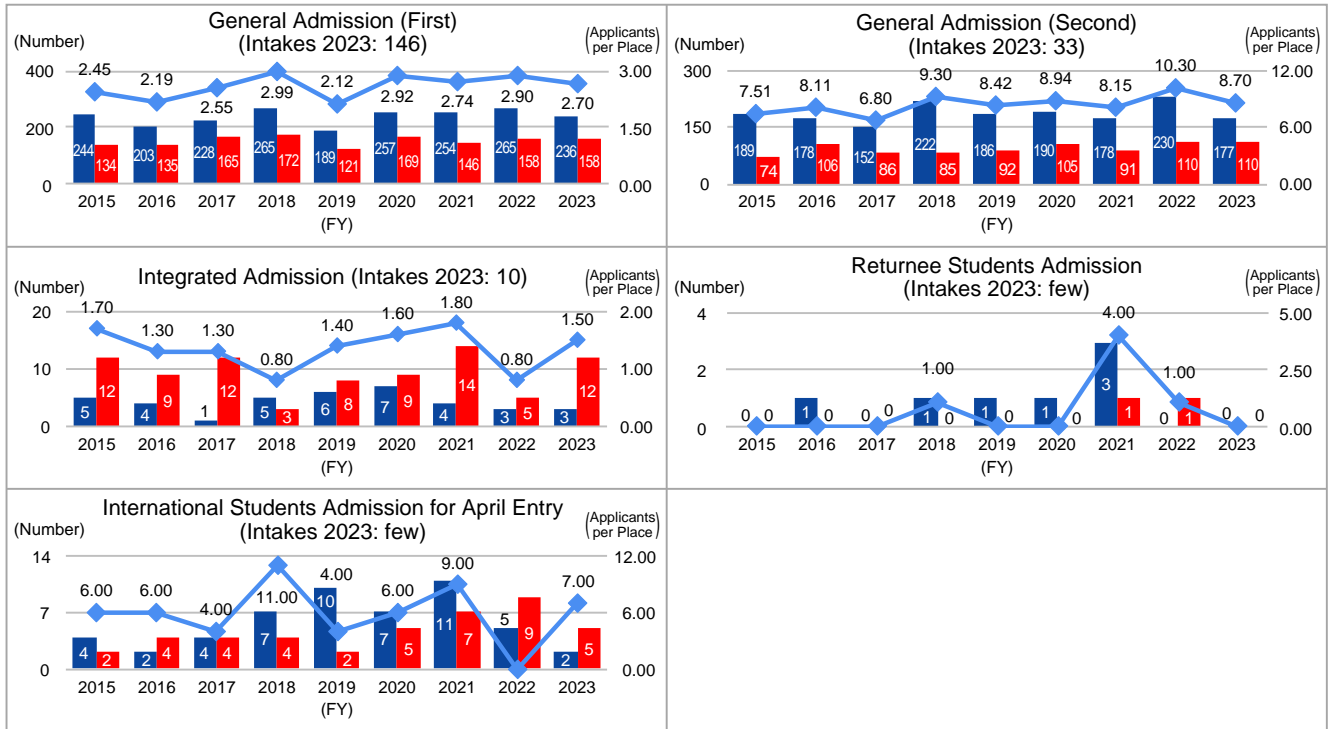 General Admission (First)
(Intakes 2023: 146)
(Number)
(Applicants per Place)
2.45 2.19 2.55 2.99 2.12 2.92 2.74 2.90 2.70
400 200 0
3.00 1.50 0.00
244 134 203 135 228 165 265 172 189 121 257 169 254 146 265 158 236 158
2015 2016 2017 2018 2019 2020 2021 2022 2023
(FY)
General Admission (Second)
(Intakes 2023: 33)
(Number)
(Applicants per Place)
7.51 8.11 6.80 9.30 8.42 8.94 8.15 10.30 8.70
300 150 0
12.00 6.00 0.00
189 74 178 106 152 86 222 85 186 92 190 105 178 91 230 110 177 110
2015 2016 2017 2018 2019 2020 2021 2022 2023
(FY)
Integrated Admission (Intakes 2023: 10)
(Number)
(Applicants per Place)
1.70 1.30 1.30 0.80 1.40 1.60 1.80 0.80 1.50
20 10 0
2.00 1.00 0.00
5 12 4 9 1 12 5 3 6 8 7 9 4 14 3 5 3 12
2015 2016 2017 2018 2019 2020 2021 2022 2023
(FY)
Returnee Students Admission
(Intakes 2023: few)
(Number)
(Applicants per Place)
1.00 4.00 1.00
4 2 0
5.00 2.50 0.00
0 0 1 0 0 0 1 0 1 0 1 0 3 1 0 1 0 0
2015 2016 2017 2018 2019 2020 2021 2022 2023
(FY)
International Students Admission for April Entry
(Intakes 2023: few)
(Number)
(Applicants per Place)
6.00 6.00 4.00 11.00 4.00 6.00 9.00 7.00
14 7 0
12.00 6.00 0.00
4 2 2 4 4 4 7 4 10 2 7 5 11 7 5 9 2 5
2015 2016 2017 2018 2019 2020 2021 2022 2023
(FY)